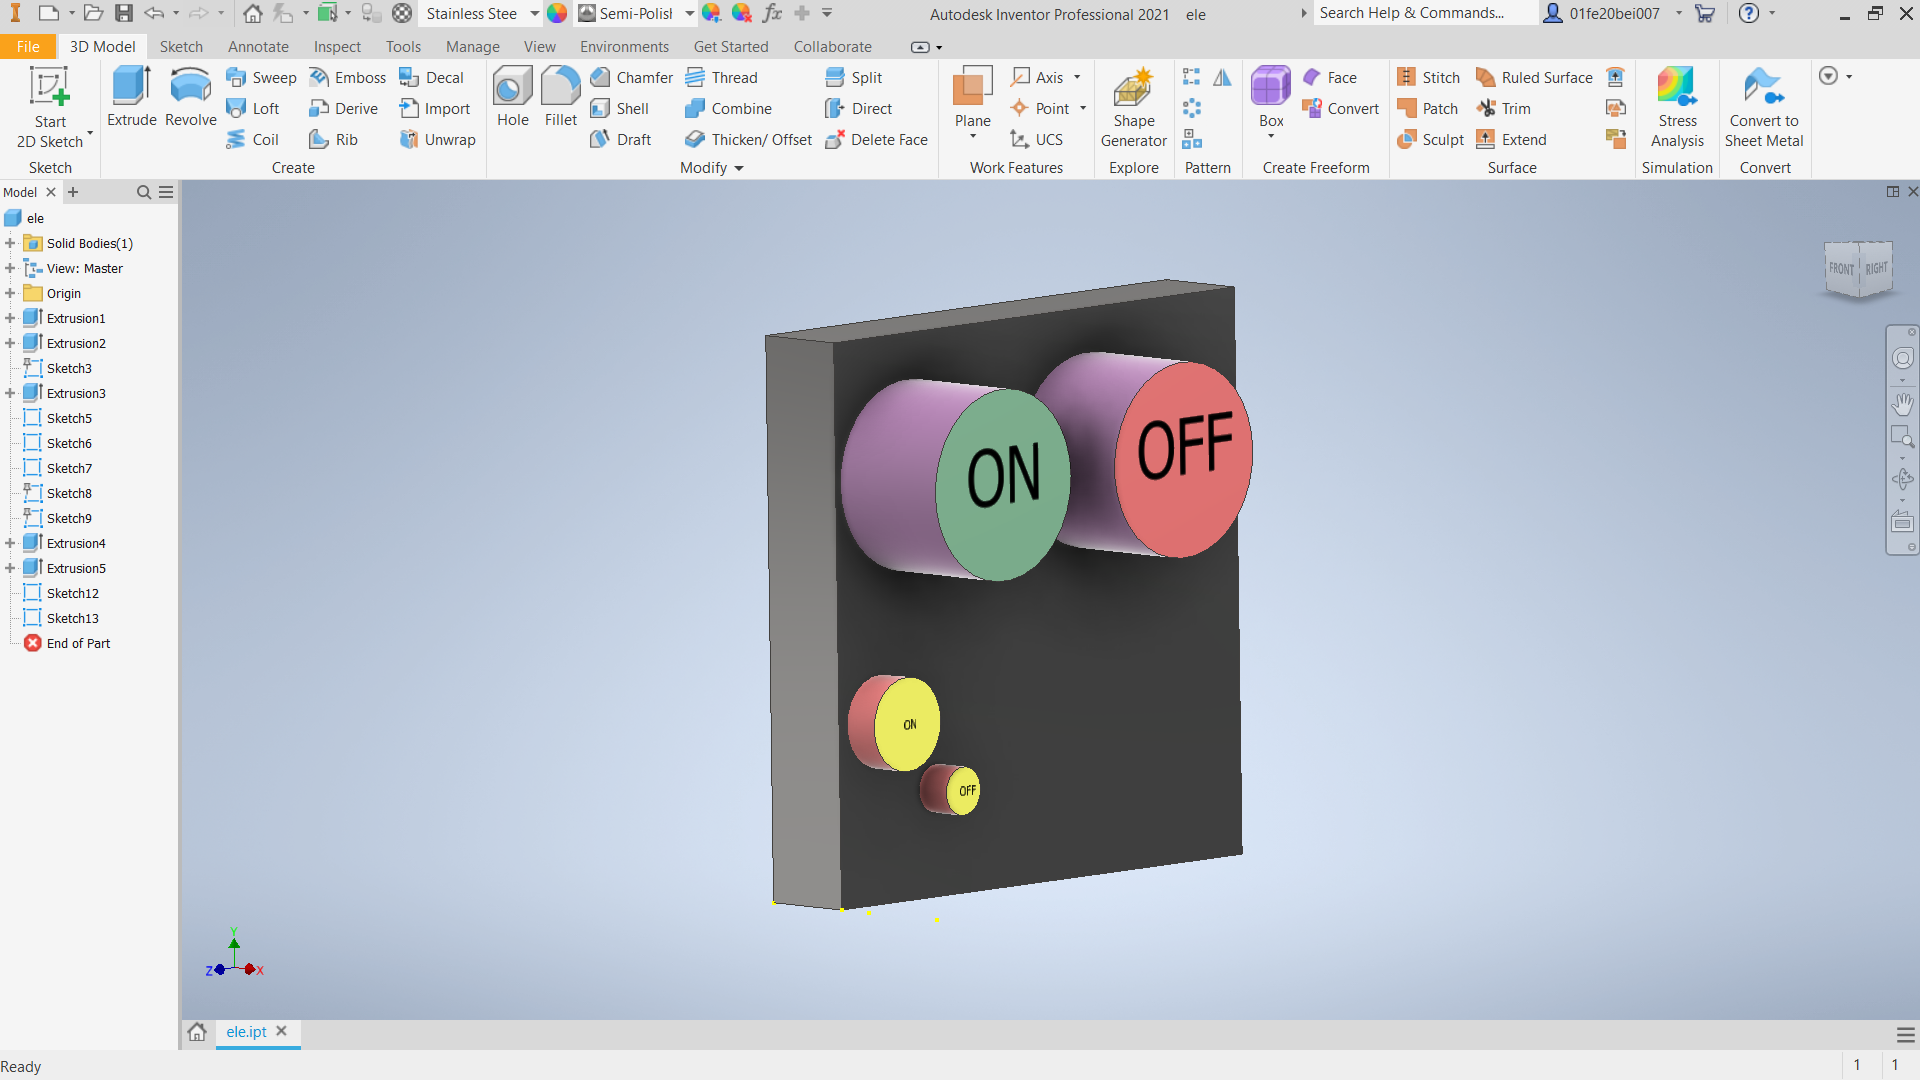 Stainless Stee
Semi-Polish
fx
Autodesk Inventor Professional 2021 ele
Search Help & Commands...
01fe20bei007
?
File
3D Model
Sketch
Annotate
Inspect
Tools
Manage
View
Environments
Get Started
Collaborate
Start
2D Sketch
Sketch
Extrude
Revolve
Sweep
Loft
Coil
Emboss
Derive
Rib
Decal
Import
Unwrap
Create
Hole
Fillet
Chamfer
Shell
Draft
Thread
Combine
Thicken/ Offset
Split
Direct
Delete Face
Modify
Plane
Axis
Point
UCS
Work Features
Shape
Generator
Explore
Pattern
Box
Face
Convert
Create Freeform
Stitch
Patch
Sculpt
Ruled Surface
Trim
Extend
Surface
Stress
Analysis
Simulation
Convert to
Sheet Metal
Convert
Model
ele
Solid Bodies(1)
View: Master
Origin
Extrusion1
Extrusion2
Sketch3
Extrusion3
Sketch5
Sketch6
Sketch7
Sketch8
Sketch9
Extrusion4
Extrusion5
Sketch12
Sketch13
End of Part
FRONT
RIGHT
ON
OFF
ON
OFF
Y
Z
X
ele.ipt
Ready
1
1